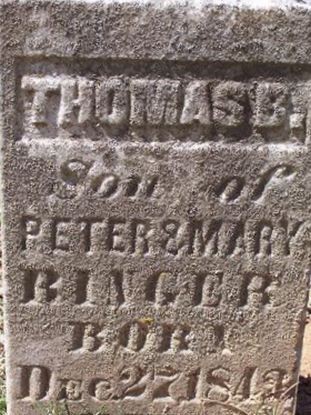 THOMAS B.
Son of
PETER & MARY
RINGER
BORN
Dec. 27,